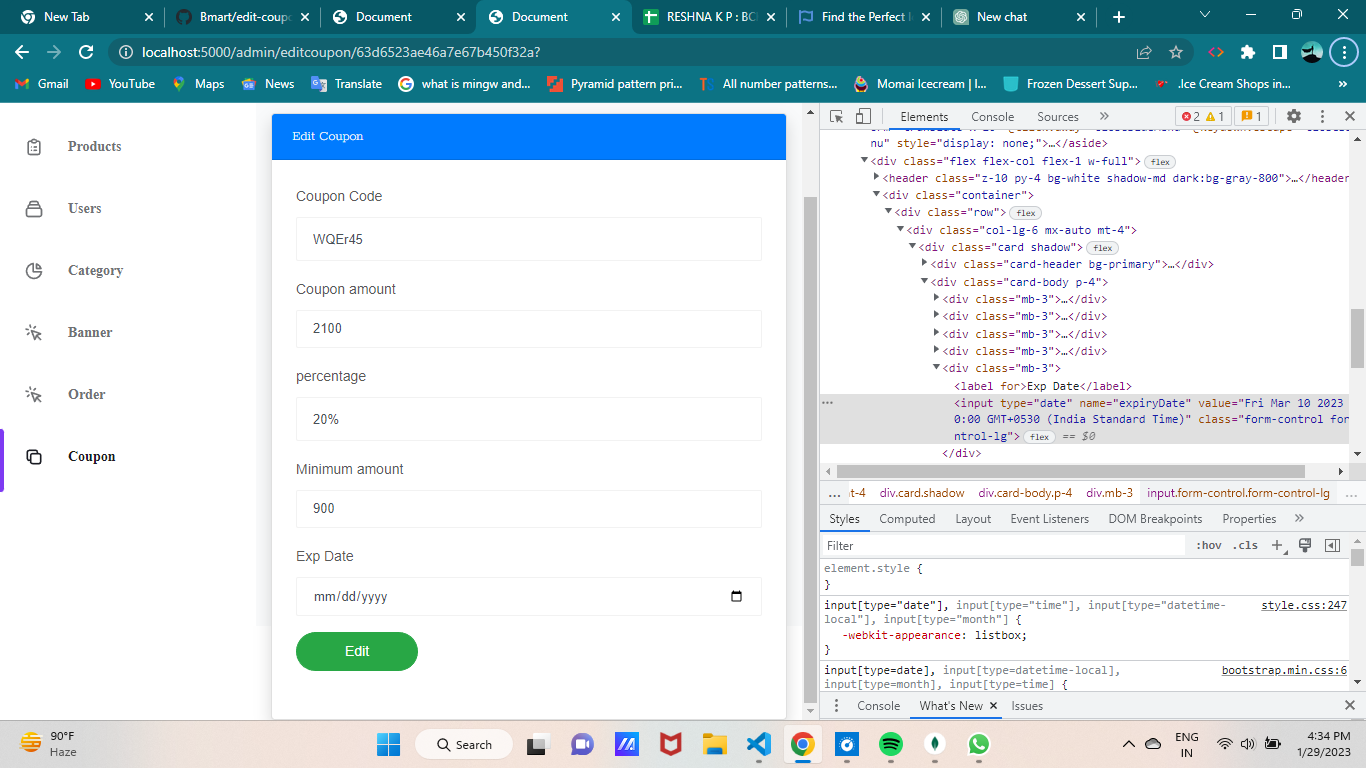 New Tab
Bmart/edit-coupo
Document
Document
RESHNA K P : BC
Find the Perfect
New chat
localhost:5000/admin/editcoupon/63d6523ae46a7e67b450f32a?
Gmail
YouTube
Maps
News
Translate
what is mingw and...
Pyramid pattern pri...
All number patterns...
Momai Icecream | I...
Frozen Dessert Sup...
.Ice Cream Shops in...
»
Products
Users
Category
Banner
Order
Coupon
Edit Coupon
Coupon Code
WQEr45
Coupon amount
2100
percentage
20%
Minimum amount
900
Exp Date
mm/dd/yyyy
Edit
Elements
Console
Sources
»
2
1
1
nu" style="display: none;">…</aside>
<div class="flex flex-col flex-1 w-full"> flex
<header class="z-10 py-4 bg-white shadow-md dark:bg-gray-800">…</header
<div class="container">
<div class="row"> flex
<div class="col-lg-6 mx-auto mt-4">
<div class="card shadow"> flex
<div class="card-header bg-primary">…</div>
<div class="card-body p-4">
<div class="mb-3">…</div>
<div class="mb-3">…</div>
<div class="mb-3">…</div>
<div class="mb-3">…</div>
<div class="mb-3">
<label for>Exp Date</label>
<input type="date" name="expiryDate" value="Fri Mar 10 2023
0:00 GMT+0530 (India Standard Time)" class="form-control for
ntrol-lg"> flex == $0
</div>
... t-4 div.card.shadow div.card-body.p-4 div.mb-3 input.form-control.form-control-lg ...
Styles Computed Layout Event Listeners DOM Breakpoints Properties »
Filter
:hov .cls
element.style {
}
input[type="date"], input[type="time"], input[type="datetime-
local"], input[type="month"] {
style.css:247
-webkit-appearance: listbox;
}
input[type=date], input[type=datetime-local],
input[type=month], input[type=time] {
bootstrap.min.css:6
Console
What's New
Issues
90°F
Haze
Search
ENG
IN
4:34 PM
1/29/2023